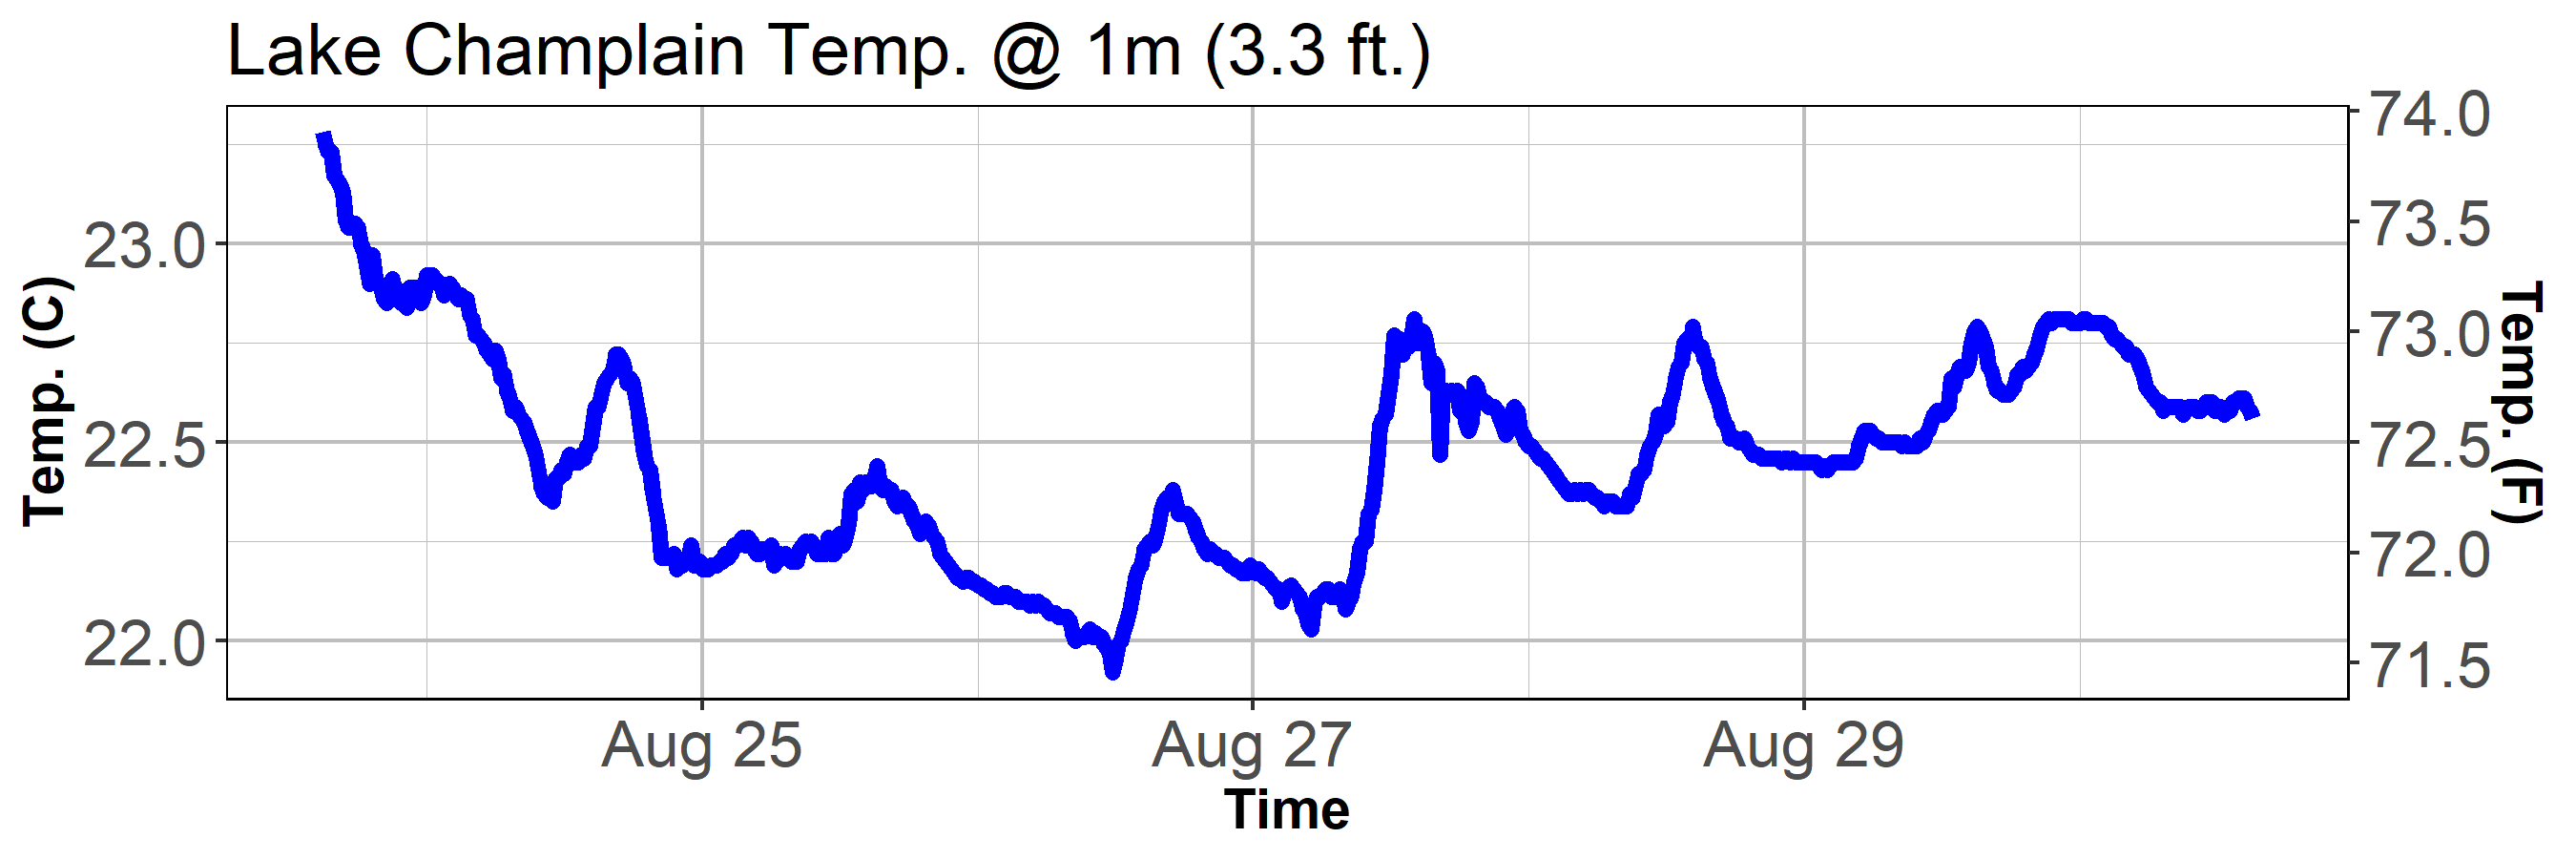 Lake Champlain Temp. @ 1m (3.3 ft.)
Temp. (C)
23.0
22.5
22.0
74.0
73.5
73.0
72.5
72.0
71.5
Temp. (F)
Aug 25
Aug 27
Aug 29
Time